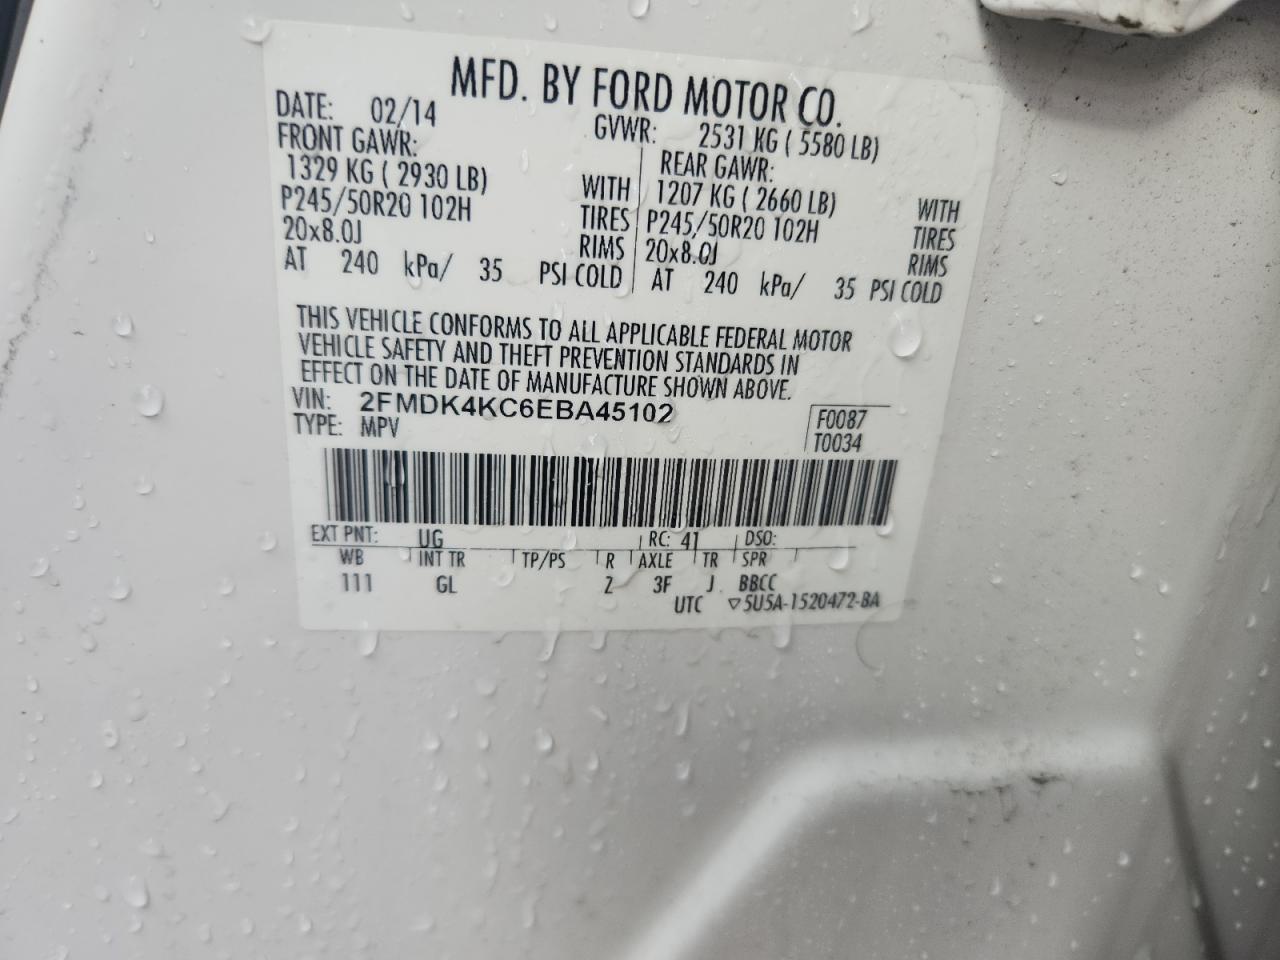 MFD. BY FORD MOTOR CO.
DATE: 02/14 GVWR: 2531 KG ( 5580 LB)
FRONT GAWR: REAR GAWR:
1329 KG ( 2930 LB) WITH 1207 KG ( 2660 LB) WITH
P245/50R20 102H TIRES P245/50R20 102H TIRES
20x8.0J RIMS 20x8.0J RIMS
AT 240 kPa/ 35 PSI COLD AT 240 kPa/ 35 PSI COLD
THIS VEHICLE CONFORMS TO ALL APPLICABLE FEDERAL MOTOR
VEHICLE SAFETY AND THEFT PREVENTION STANDARDS IN
EFFECT ON THE DATE OF MANUFACTURE SHOWN ABOVE.
VIN: 2FMDK4KC6EBA45102 F0087
TYPE: MPV T0034
EXT PNT: UG RC: 41 DSO:
WB INT TR TP/PS R AXLE TR SPR
111 GL 2 3F J BBCC
UTC ▽5U5A-1520472-BA